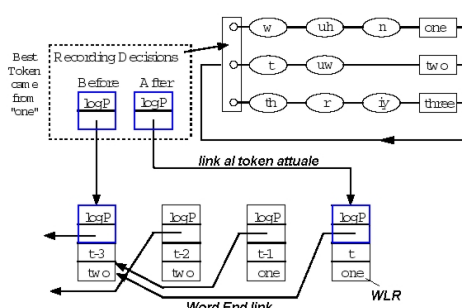 Best Token came from "one"
Recording Decisions
Before After
logP logP
w uh n one
t uw two
th r iy three
link al token attuale
logP logP logP logP
t-3 t-2 t-1 t
two two one one
Word End link
WLR